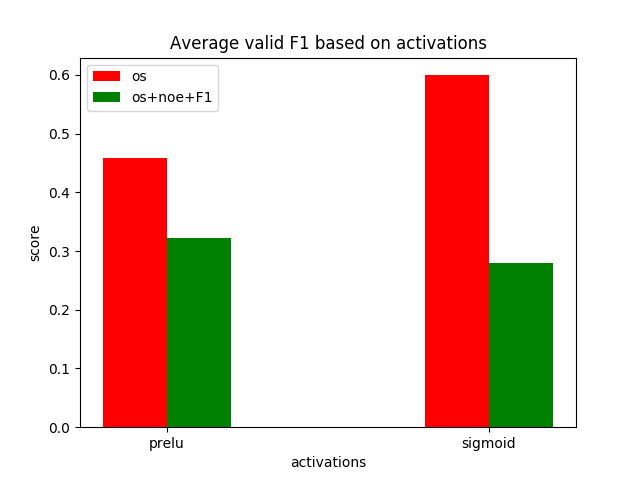 Average valid F1 based on activations
os
os+noe+F1
0.6
0.5
0.4
0.3
0.2
0.1
0.0
score
prelu
sigmoid
activations